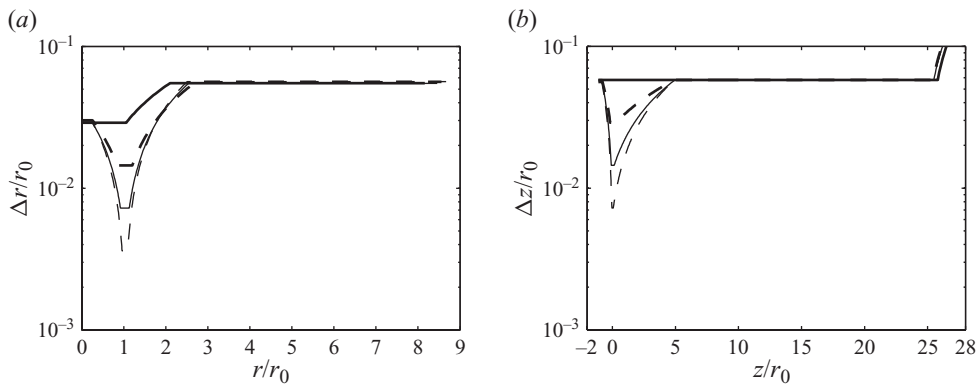 (a)
10⁻¹
10⁻²
10⁻³
Δr/r₀
0 1 2 3 4 5 6 7 8 9
r/r₀
(b)
10⁻¹
10⁻²
10⁻³
Δz/r₀
−2 0 5 10 15 20 25 28
z/r₀